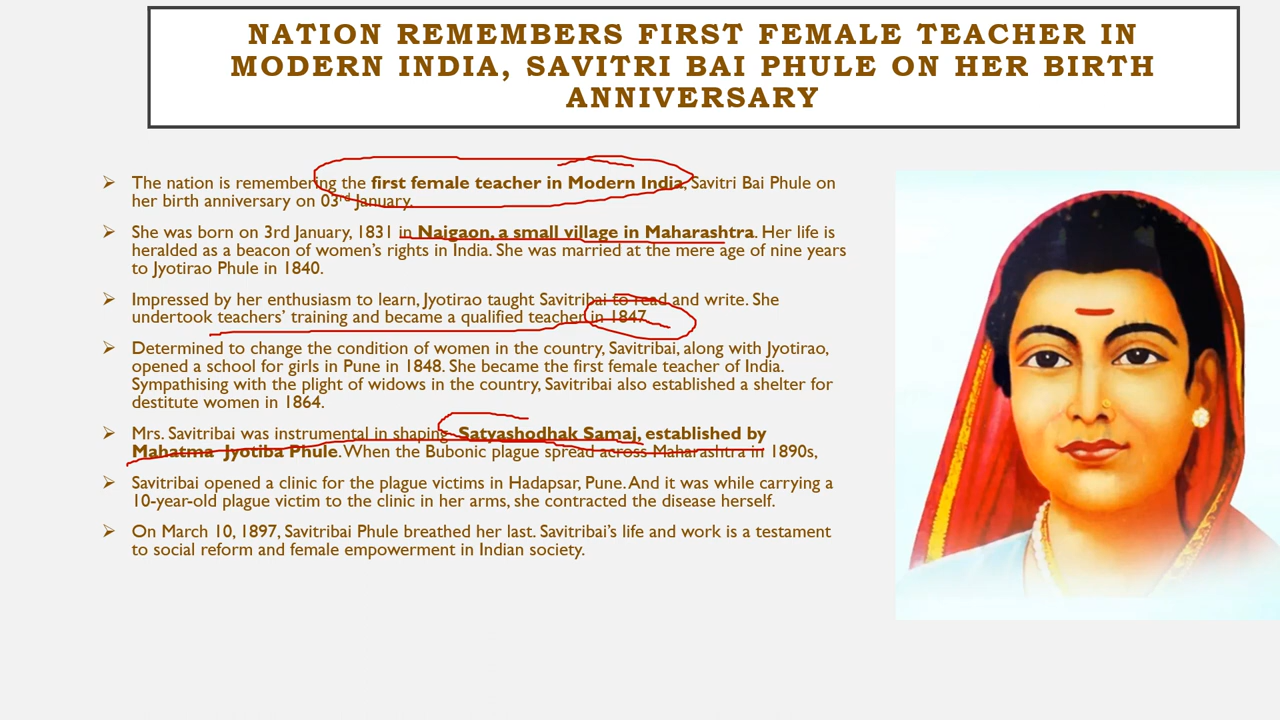 NATION REMEMBERS FIRST FEMALE TEACHER IN
MODERN INDIA, SAVITRI BAI PHULE ON HER BIRTH
ANNIVERSARY
➢ The nation is remembering the first female teacher in Modern India, Savitri Bai Phule on
her birth anniversary on 03rd January.
➢ She was born on 3rd January, 1831 in Naigaon, a small village in Maharashtra. Her life is
heralded as a beacon of women's rights in India. She was married at the mere age of nine years
to Jyotirao Phule in 1840.
➢ Impressed by her enthusiasm to learn, Jyotirao taught Savitribai to read and write. She
undertook teachers' training and became a qualified teacher in 1847.
➢ Determined to change the condition of women in the country, Savitribai, along with Jyotirao,
opened a school for girls in Pune in 1848. She became the first female teacher of India.
Sympathising with the plight of widows in the country, Savitribai also established a shelter for
destitute women in 1864.
➢ Mrs. Savitribai was instrumental in shaping Satyashodhak Samaj, established by
Mahatma Jyotiba Phule. When the Bubonic plague spread across Maharashtra in 1890s,
➢ Savitribai opened a clinic for the plague victims in Hadapsar, Pune. And it was while carrying a
10-year-old plague victim to the clinic in her arms, she contracted the disease herself.
➢ On March 10, 1897, Savitribai Phule breathed her last. Savitribai's life and work is a testament
to social reform and female empowerment in Indian society.